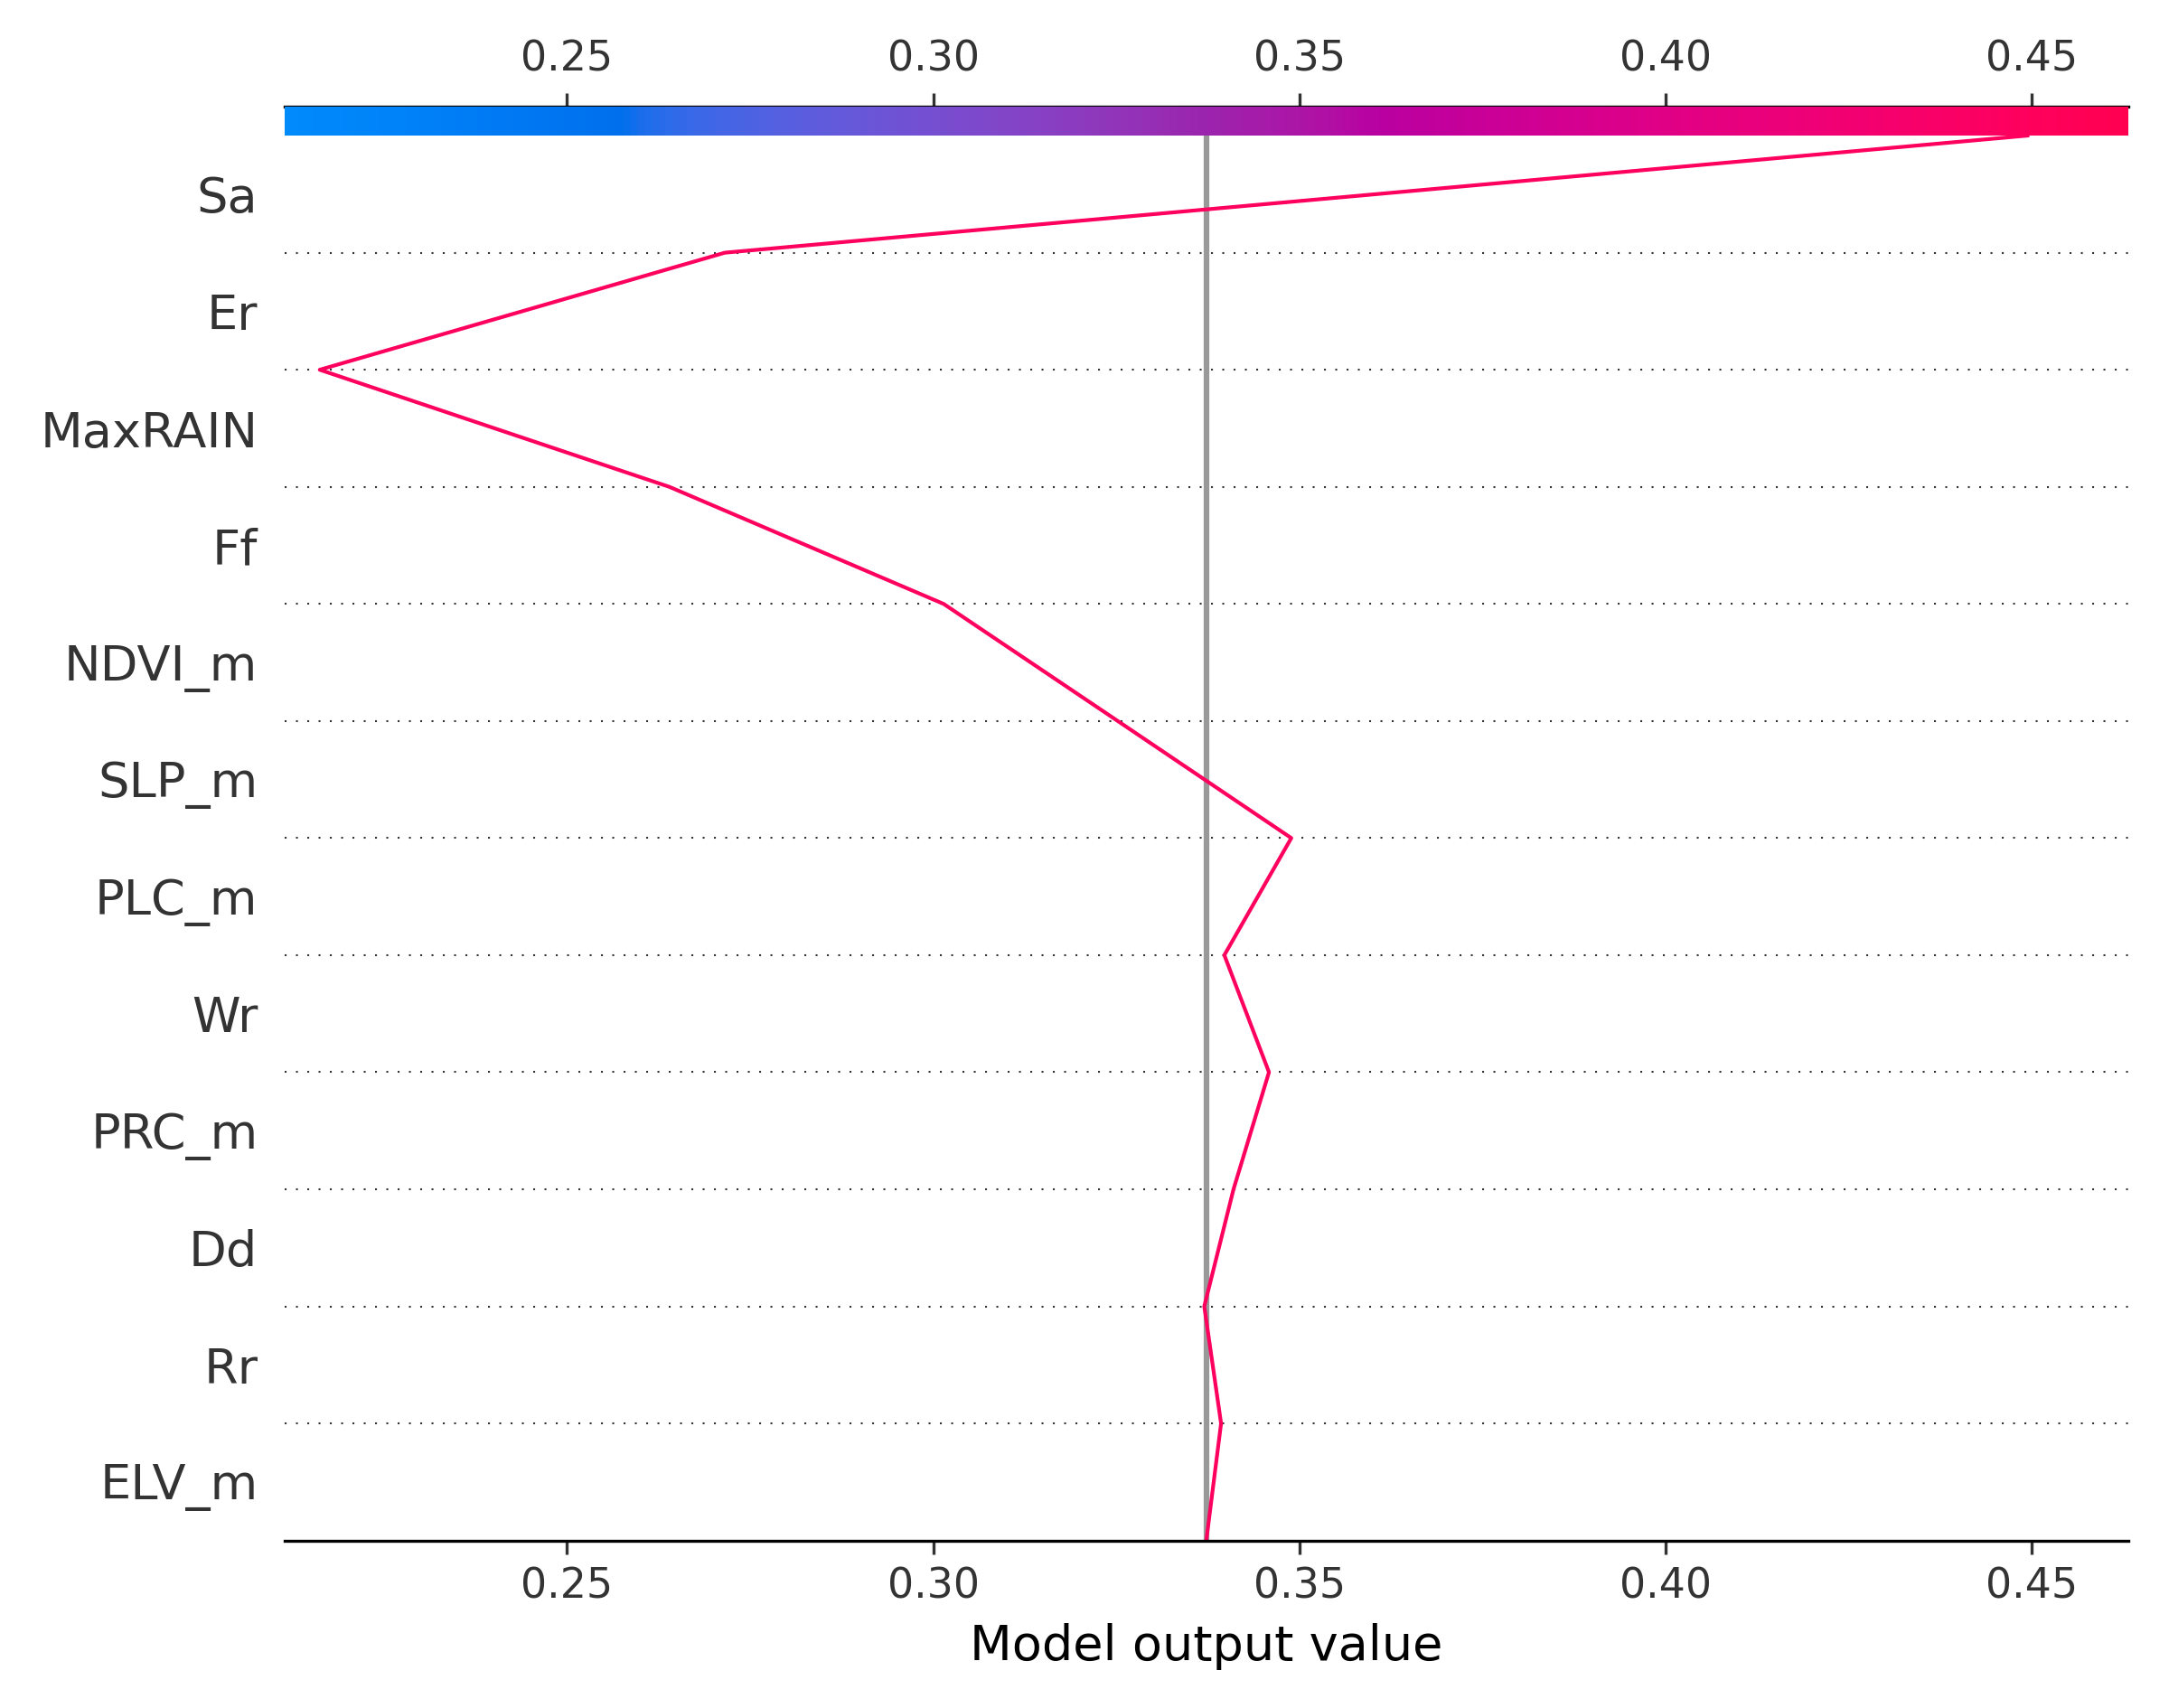 0.25 0.30 0.35 0.40 0.45
Sa
Er
MaxRAIN
Ff
NDVI_m
SLP_m
PLC_m
Wr
PRC_m
Dd
Rr
ELV_m
0.25 0.30 0.35 0.40 0.45
Model output value